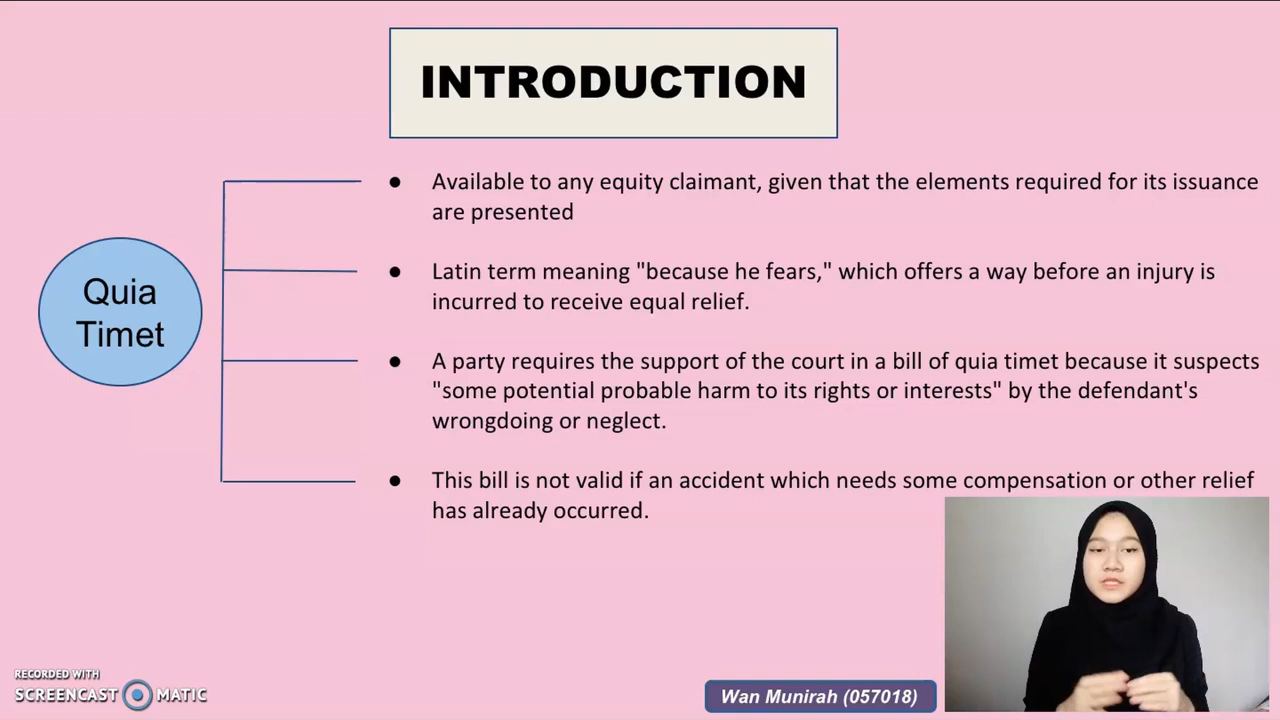 INTRODUCTION
Quia
Timet
● Available to any equity claimant, given that the elements required for its issuance
are presented
● Latin term meaning "because he fears," which offers a way before an injury is
incurred to receive equal relief.
● A party requires the support of the court in a bill of quia timet because it suspects
"some potential probable harm to its rights or interests" by the defendant's
wrongdoing or neglect.
● This bill is not valid if an accident which needs some compensation or other relief
has already occurred.
RECORDED WITH
SCREENCAST MATIC
Wan Munirah (057018)